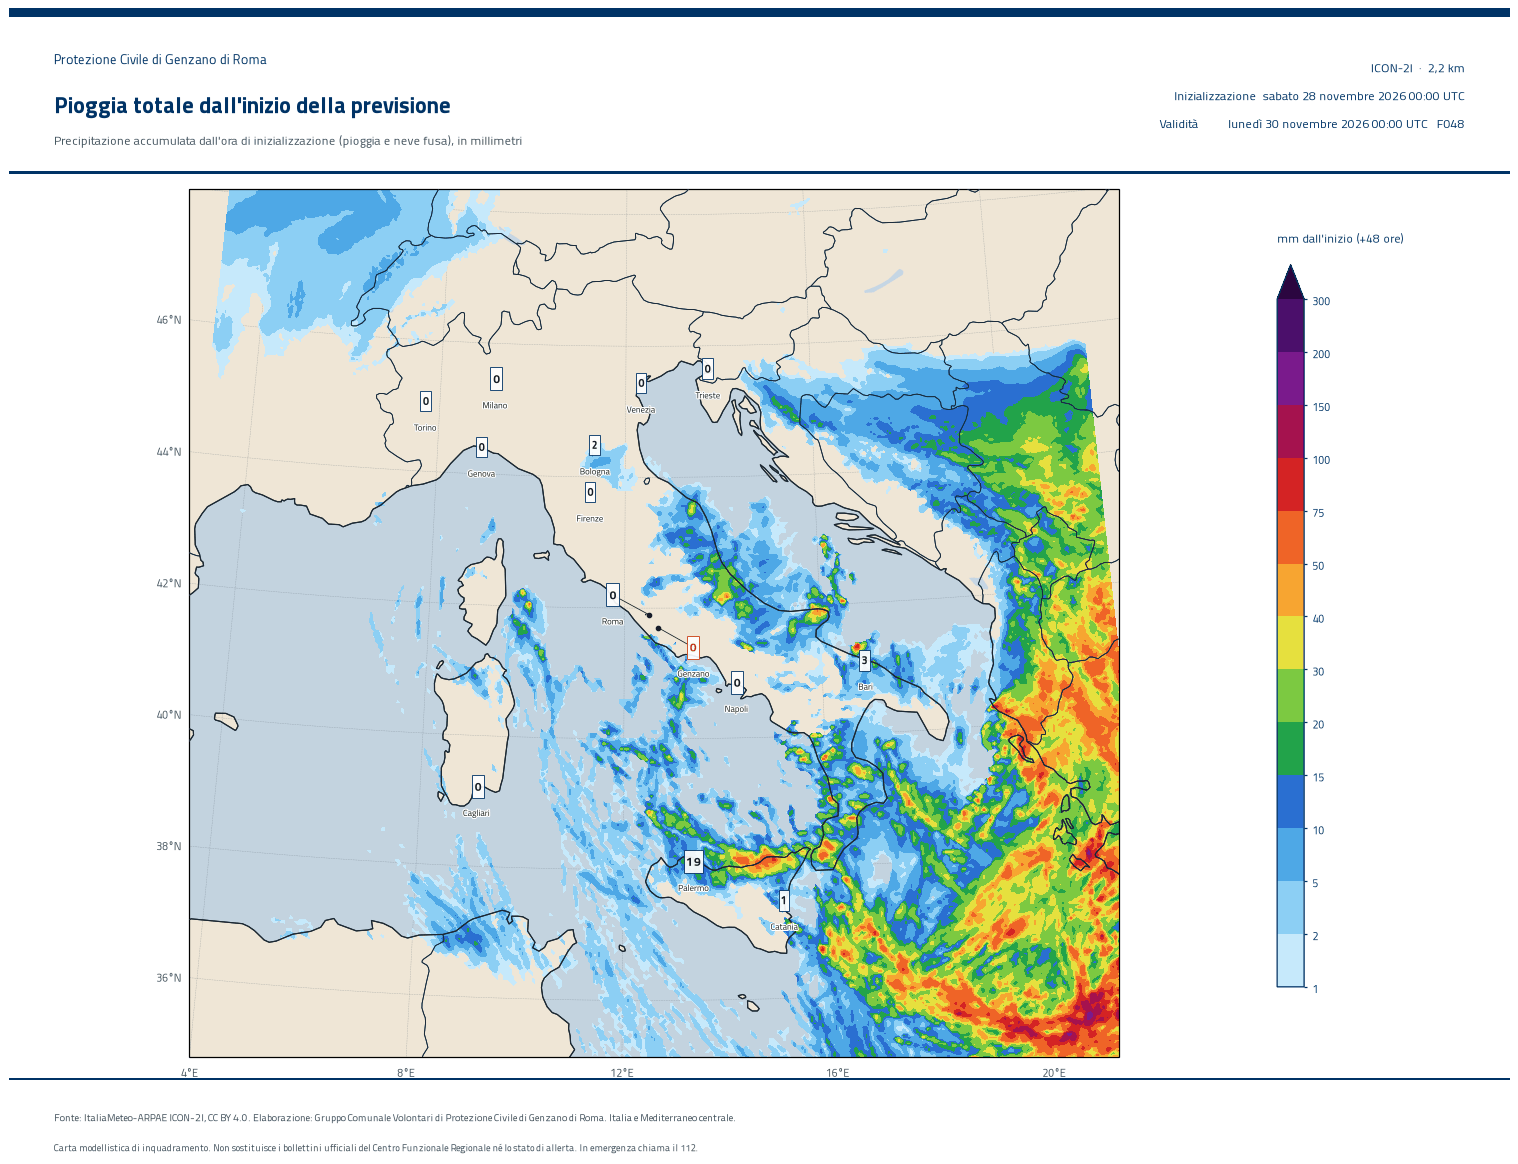 Protezione Civile di Genzano di Roma
Pioggia totale dall'inizio della previsione
Precipitazione accumulata dall'ora di inizializzazione (pioggia e neve fusa), in millimetri
ICON-2I · 2,2 km
Inizializzazione sabato 28 novembre 2026 00:00 UTC
Validità lunedì 30 novembre 2026 00:00 UTC F048
mm dall'inizio (+48 ore)
300
200
150
100
75
50
40
30
20
15
10
5
2
1
46°N
44°N
42°N
40°N
38°N
36°N
4°E
8°E
12°E
16°E
20°E
0
Trieste
0
Milano
0
Venezia
0
Torino
0
Genova
2
Bologna
0
Firenze
0
Roma
0
Genzano
3
Bari
0
Napoli
0
Cagliari
19
Palermo
1
Catania
Fonte: ItaliaMeteo-ARPAE ICON-2I, CC BY 4.0. Elaborazione: Gruppo Comunale Volontari di Protezione Civile di Genzano di Roma. Italia e Mediterraneo centrale.
Carta modellistica di inquadramento. Non sostituisce i bollettini ufficiali del Centro Funzionale Regionale né lo stato di allerta. In emergenza chiama il 112.